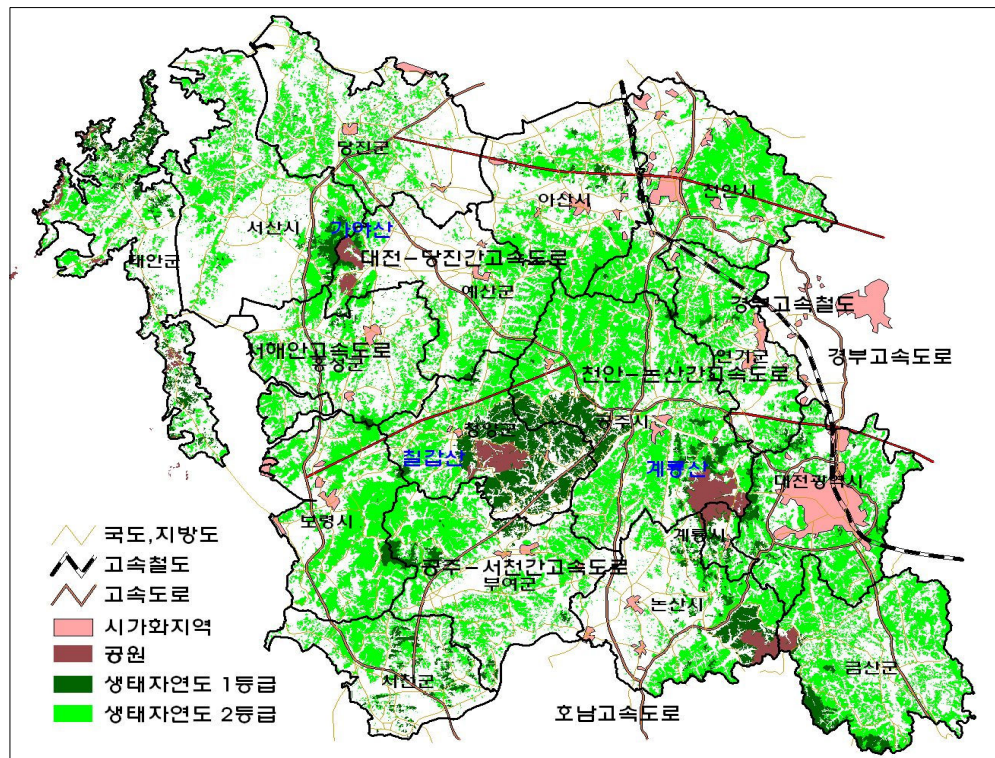 당진군
아산시
천안시
서산시
가야산
태안군
대전-당진간고속도로
예산군
경부고속철도
서해안고속도로
홍성군
연기군
경부고속도로
천안-논산간고속도로
청양군
주시
칠갑산
계룡산
대전광역시
보령시
계룡시
공주-서천간고속도로
부여군
논산시
금산군
서천군
호남고속도로
국도,지방도
고속철도
고속도로
시가화지역
공원
생태자연도 1등급
생태자연도 2등급